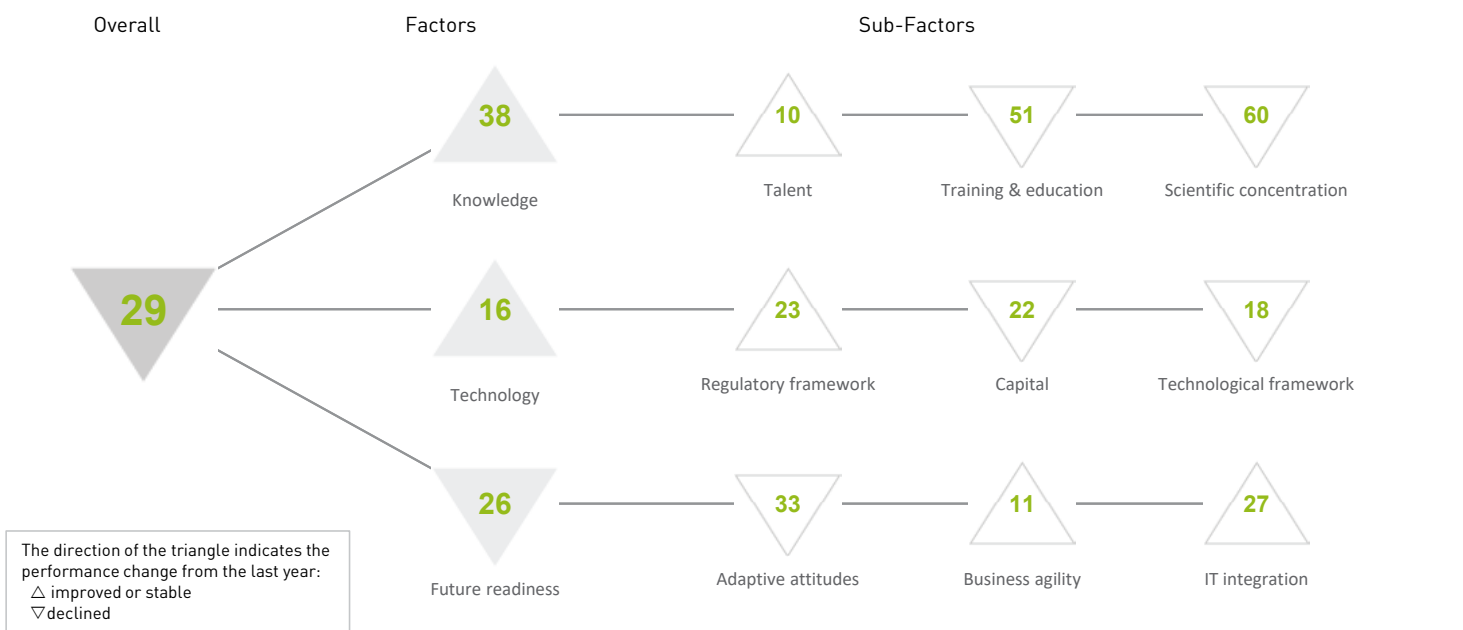 Overall
Factors
Sub-Factors
38
10
51
60
Knowledge
Talent
Training & education
Scientific concentration
29
16
23
22
18
Technology
Regulatory framework
Capital
Technological framework
26
33
11
27
Future readiness
Adaptive attitudes
Business agility
IT integration
The direction of the triangle indicates the
performance change from the last year:
△ improved or stable
▽declined